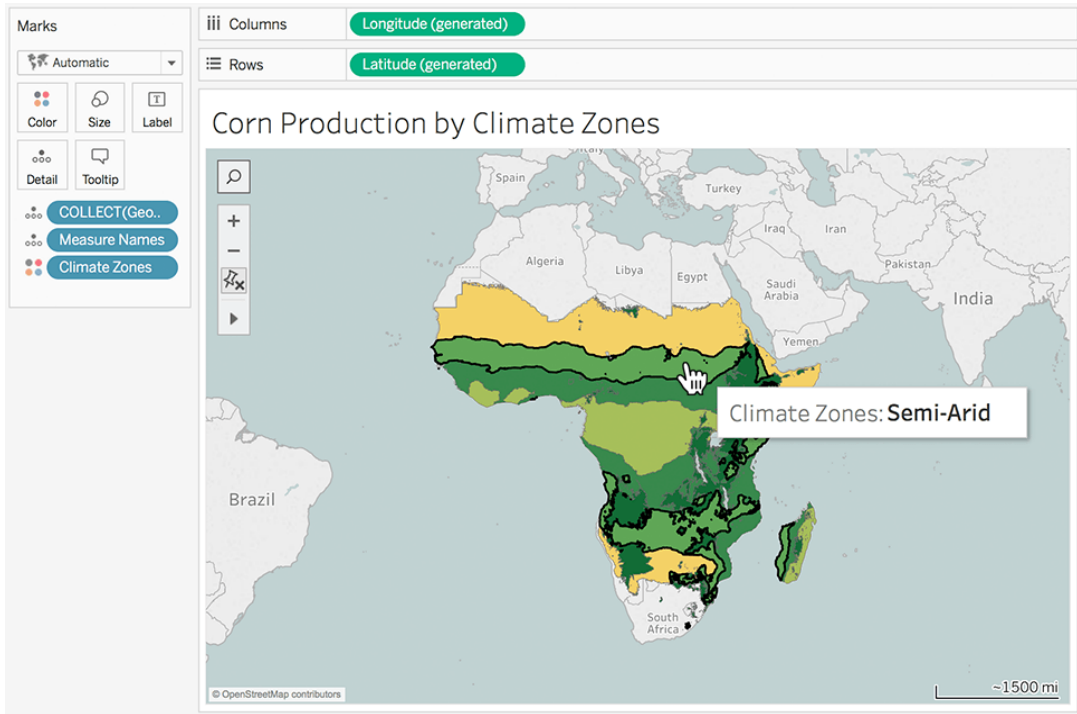 Marks
Automatic
Color
Size
Label
Detail
Tooltip
COLLECT(Geo..
Measure Names
Climate Zones
Columns
Longitude (generated)
Rows
Latitude (generated)
Corn Production by Climate Zones
Italy
Spain
Turkey
Iraq
Iran
Algeria
Libya
Egypt
Pakistan
Saudi
Arabia
India
Yemen
Climate Zones: Semi-Arid
Brazil
South
Africa
© OpenStreetMap contributors
~1500 mi